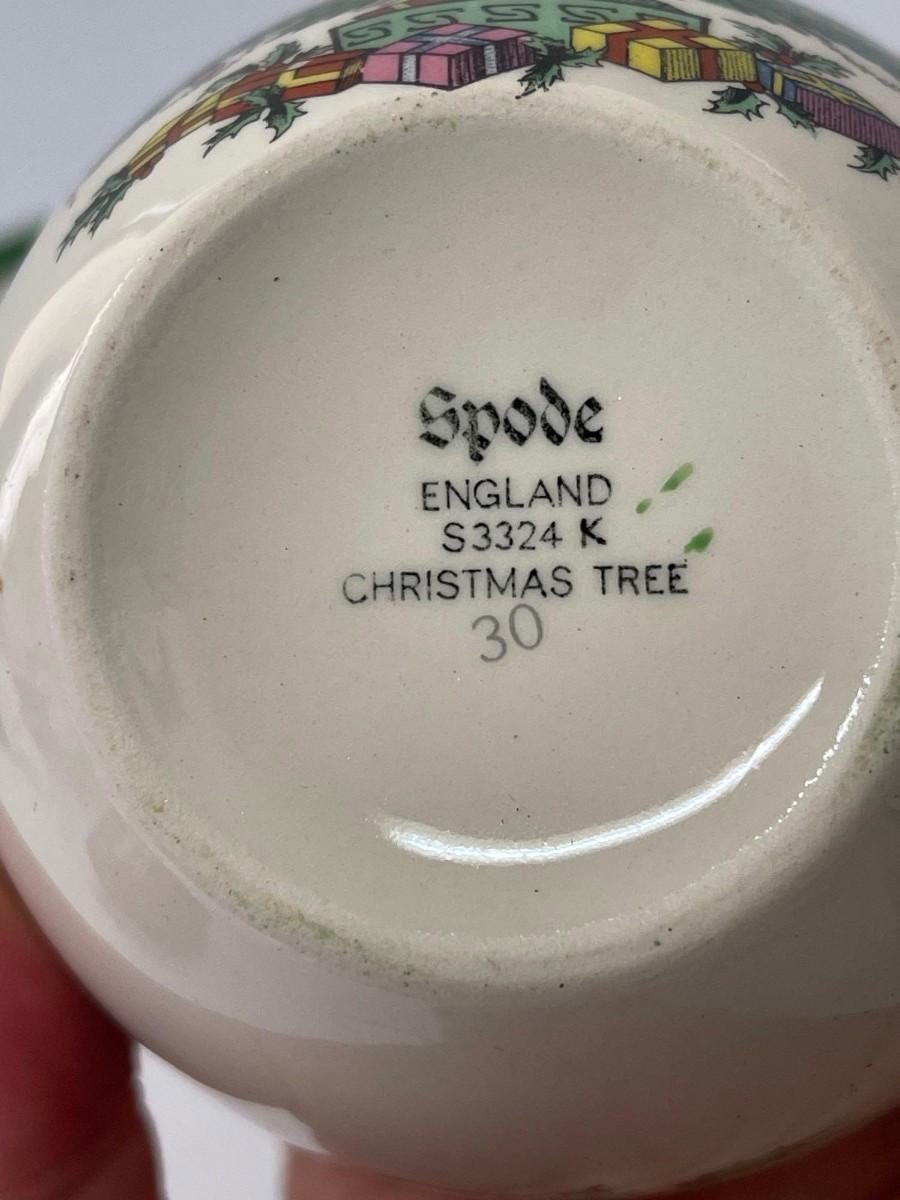 Spode
ENGLAND
S3324 K
CHRISTMAS TREE
30